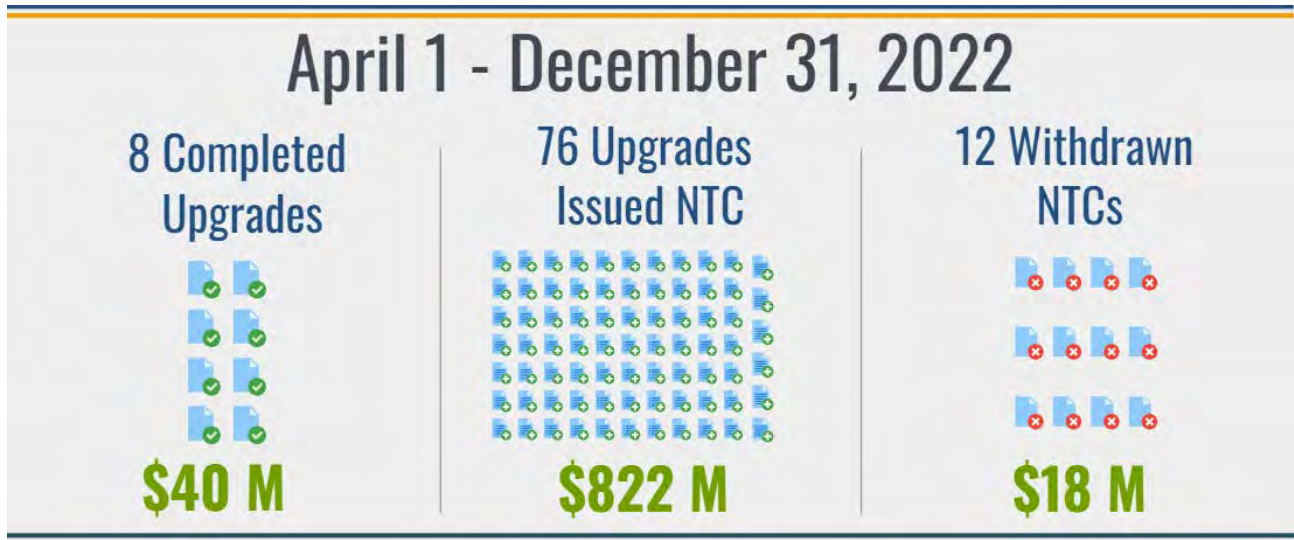 April 1 - December 31, 2022
8 Completed
Upgrades
$40 M
76 Upgrades
Issued NTC
$822 M
12 Withdrawn
NTCs
$18 M